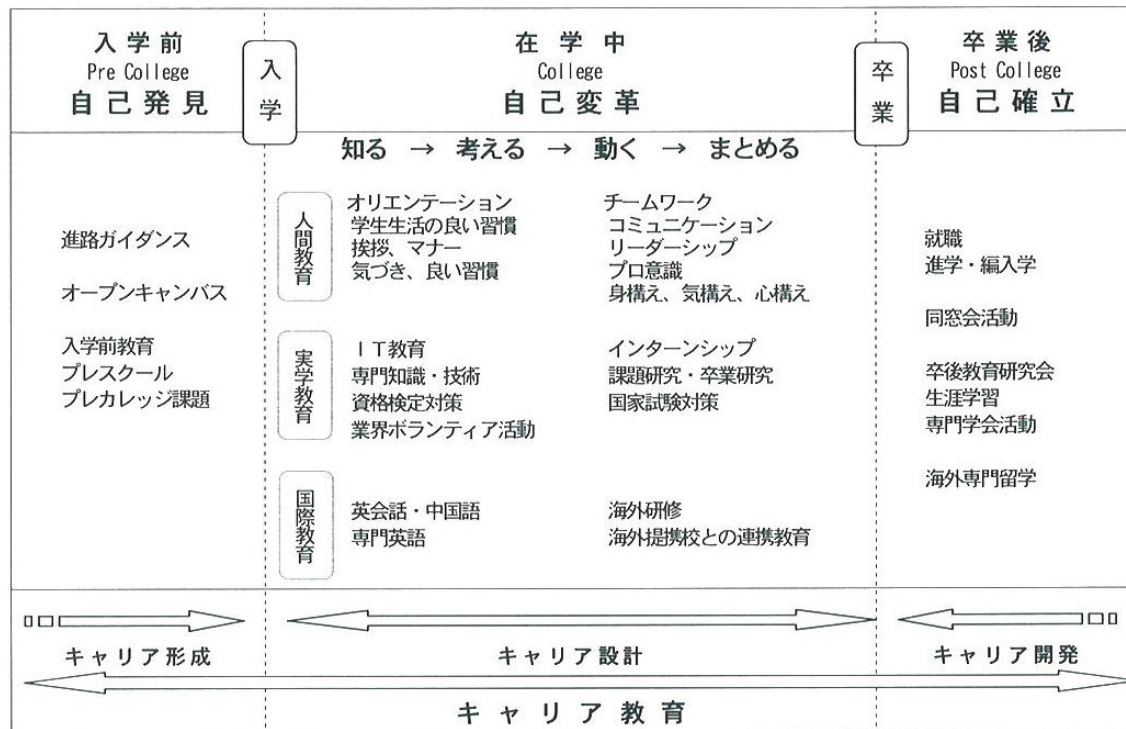 入学前
Pre College
自己発見
入学
在学中
College
自己変革
卒業
卒業後
Post College
自己確立
知る → 考える → 動く → まとめる
進路ガイダンス
オープンキャンバス
入学前教育
プレスクール
プレカレッジ課題
人間教育
オリエンテーション
学生生活の良い習慣
挨拶、マナー
気づき、良い習慣
チームワーク
コミュニケーション
リーダーシップ
プロ意識
身構え、気構え、心構え
実学教育
IT教育
専門知識・技術
資格検定対策
業界ボランティア活動
インターンシップ
課題研究・卒業研究
国家試験対策
国際教育
英会話・中国語
専門英語
海外研修
海外提携校との連携教育
就職
進学・編入学
同窓会活動
卒後教育研究会
生涯学習
専門学会活動
海外専門留学
キャリア形成
キャリア設計
キャリア開発
キャリア教育